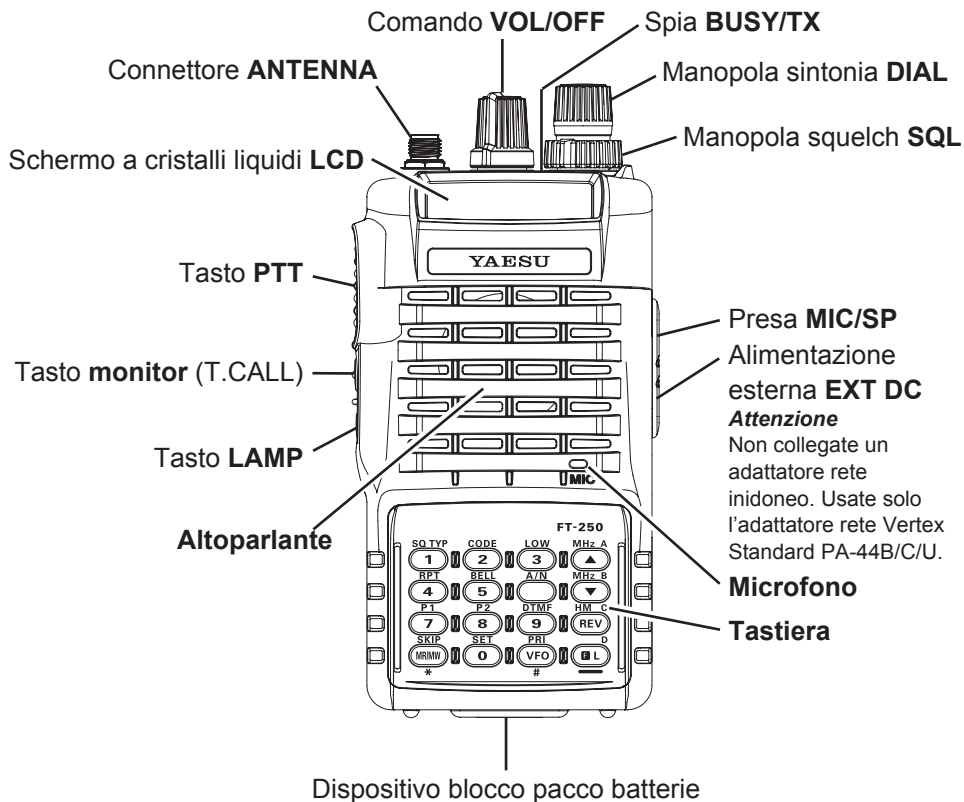 Comando VOL/OFF
Spia BUSY/TX
Connettore ANTENNA
Manopola sintonia DIAL
Manopola squelch SQL
Schermo a cristalli liquidi LCD
YAESU
Tasto PTT
Presa MIC/SP
Alimentazione
esterna EXT DC
Attenzione
Non collegate un
adattatore rete
inidoneo. Usate solo
l'adattatore rete Vertex
Standard PA-44B/C/U.
Tasto monitor (T.CALL)
Tasto LAMP
MIC
Altoparlante
FT-250
SQ TYP CODE LOW MHz A
1 2 3 ▲
RPT BELL A/N MHz B
4 5 ▼
P1 P2 DTMF HM C
7 8 9 REV
SKIP SET PRI D
MR/MW 0 VFO F L
* #
Microfono
Tastiera
Dispositivo blocco pacco batterie